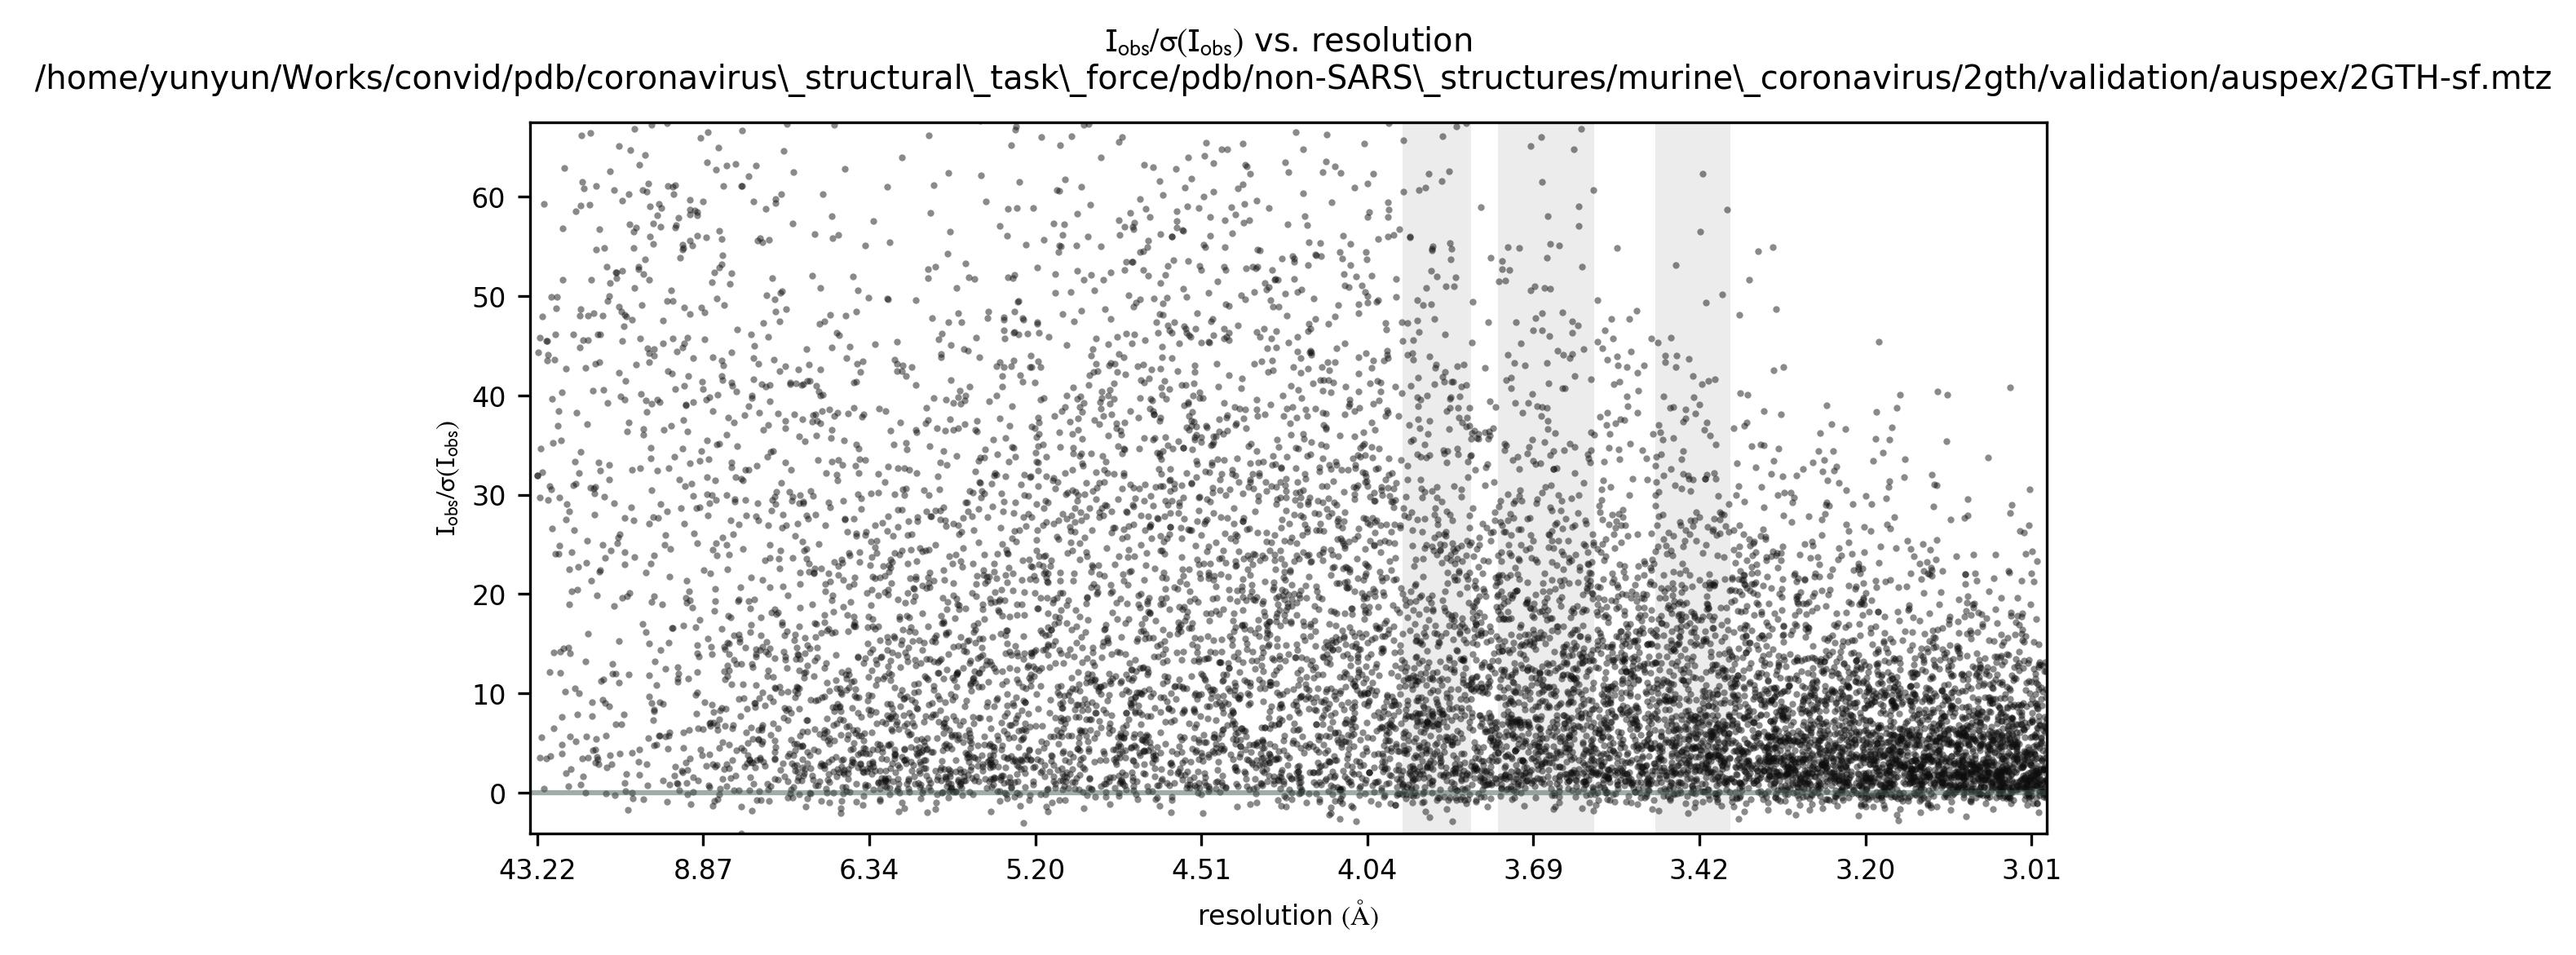 Iobs/σ(Iobs) vs. resolution
/home/yunyun/Works/convid/pdb/coronavirus\_structural\_task\_force/pdb/non-SARS\_structures/murine\_coronavirus/2gth/validation/auspex/2GTH-sf.mtz
Iobs/σ(Iobs)
60
50
40
30
20
10
0
43.22 8.87 6.34 5.20 4.51 4.04 3.69 3.42 3.20 3.01
resolution (Å)